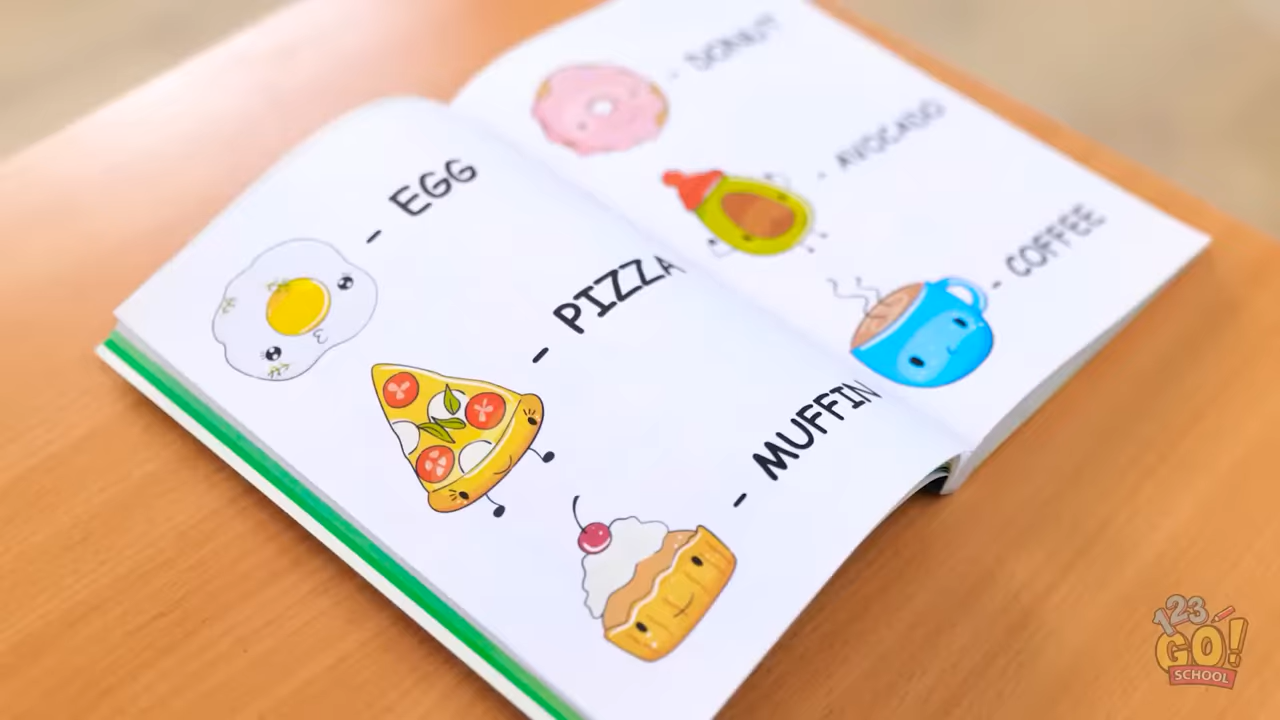 - EGG
- PIZZA
- MUFFIN
- DONUT
- AVOCADO
- COFFEE
123
GO!
SCHOOL